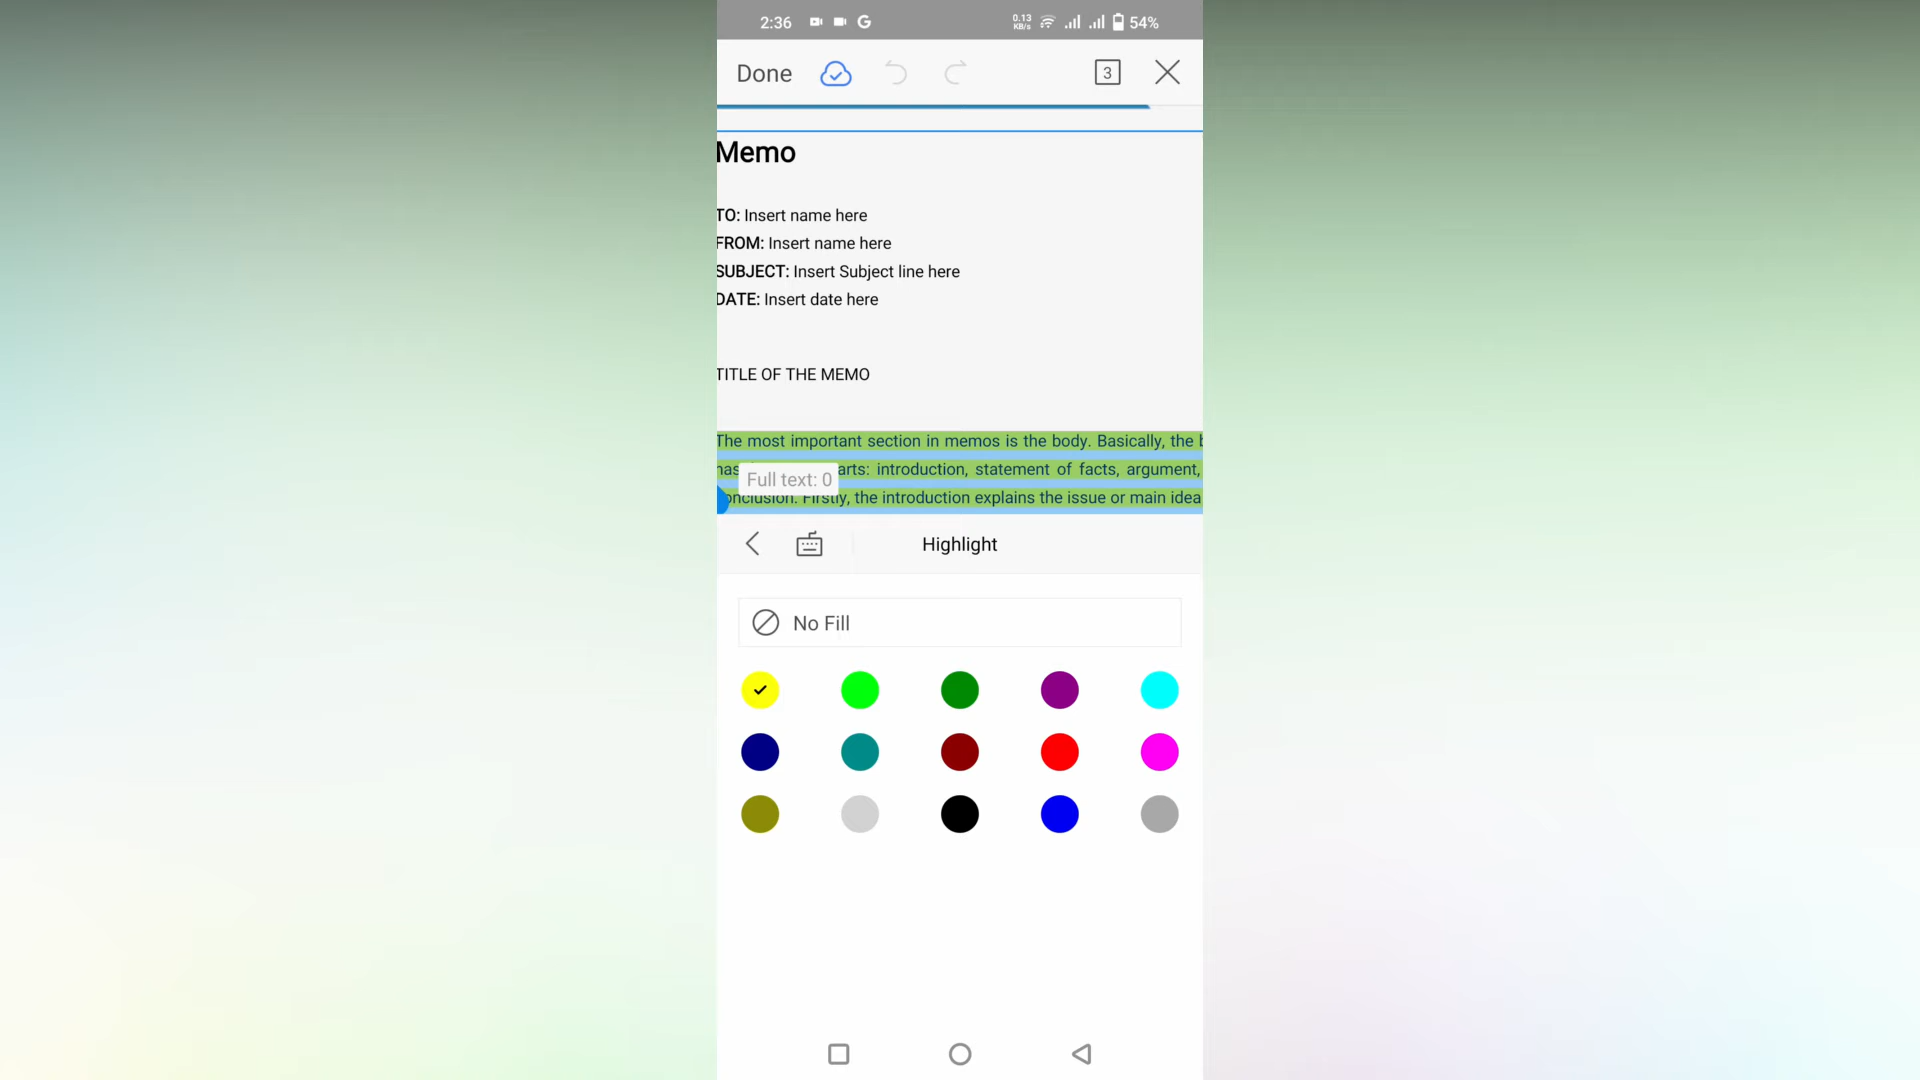 2:36 G 0.13 KB/s 54%
Done 3
Memo
TO: Insert name here
FROM: Insert name here
SUBJECT: Insert Subject line here
DATE: Insert date here
TITLE OF THE MEMO
The most important section in memos is the body. Basically, the b
has arts: introduction, statement of facts, argument,
Full text: 0
onclusion. Firstly, the introduction explains the issue or main idea
Highlight
No Fill